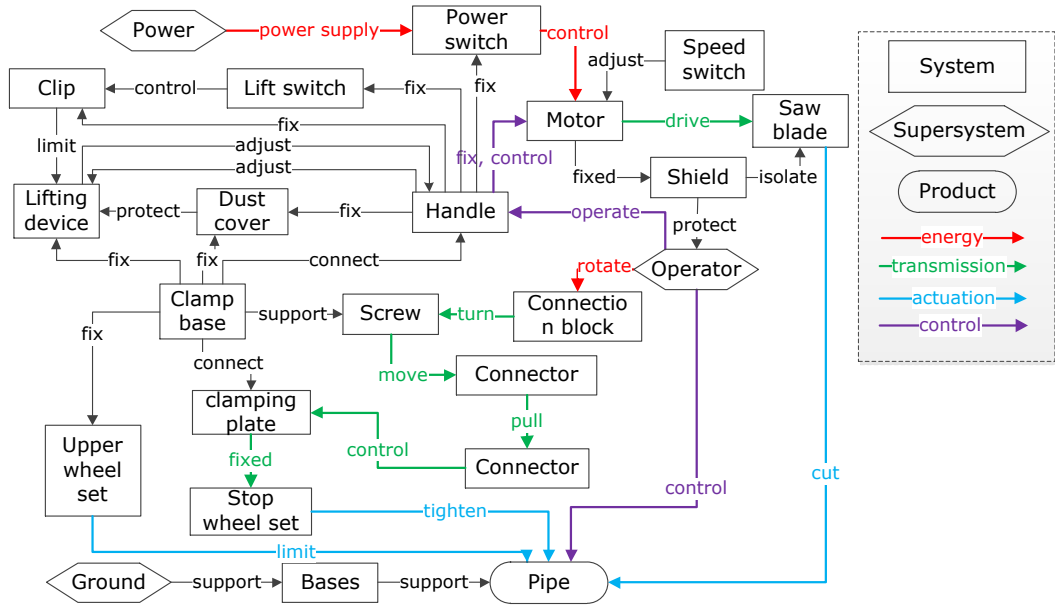 Power
power supply
Power
switch
control
Speed
switch
adjust
System
Clip
control
Lift switch
fix
fix
Motor
drive
Saw
blade
Supersystem
fix
limit
adjust
fix, control
adjust
fixed
Shield
isolate
Product
Lifting
device
protect
Dust
cover
fix
Handle
operate
protect
energy
transmission
fix
fix
connect
rotate
Operator
actuation
control
Clamp
base
support
Screw
turn
Connectio
n block
fix
connect
move
Connector
clamping
plate
pull
Upper
wheel
set
fixed
control
Connector
cut
Stop
wheel set
tighten
control
limit
Ground
support
Bases
support
Pipe